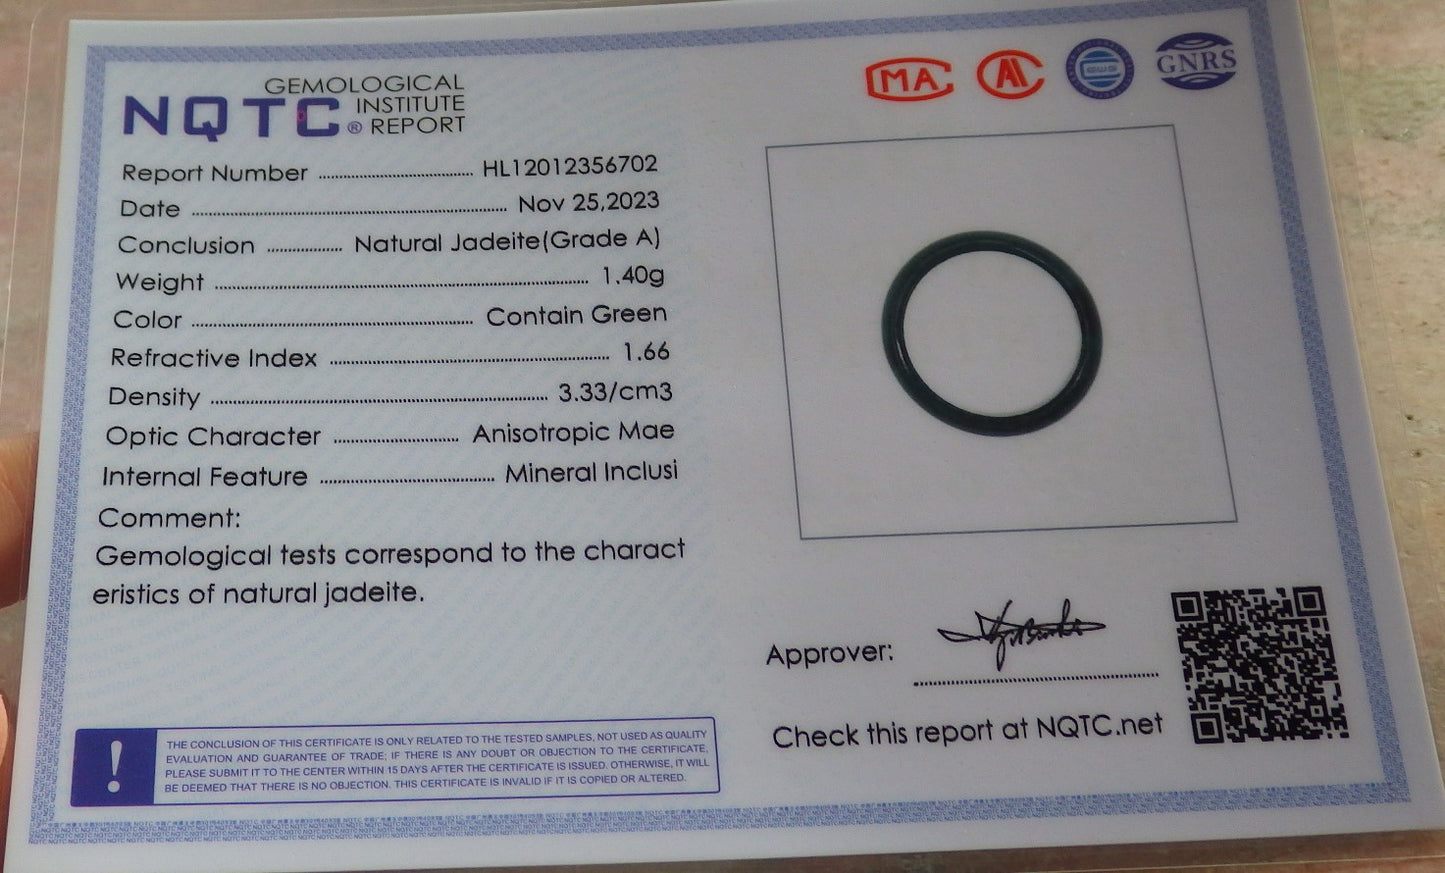 GEMOLOGICAL
NQTC® INSTITUTE
REPORT
MA
GNRS
Report Number ........ HL12012356702
Date ........ Nov 25,2023
Conclusion ........ Natural Jadeite(Grade A)
Weight ........ 1.40g
Color ........ Contain Green
Refractive Index ........ 1.66
Density ........ 3.33/cm3
Optic Character ........ Anisotropic Mae
Internal Feature ........ Mineral Inclusi
Comment:
Gemological tests correspond to the charact
eristics of natural jadeite.
Approver:
Check this report at NQTC.net
!
THE CONCLUSION OF THIS CERTIFICATE IS ONLY RELATED TO THE TESTED SAMPLES, NOT USED AS QUALITY
EVALUATION AND GUARANTEE OF TRADE; IF THERE IS ANY DOUBT OR OBJECTION TO THE CERTIFICATE,
PLEASE SUBMIT IT TO THE CENTER WITHIN 15 DAYS AFTER THE CERTIFICATE IS ISSUED. OTHERWISE, IT WILL
BE DEEMED THAT THERE IS NO OBJECTION. THIS CERTIFICATE IS INVALID IF IT IS COPIED OR ALTERED.